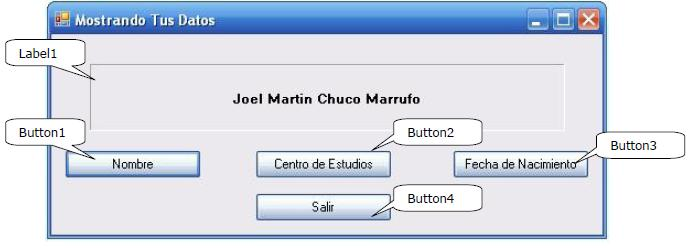 Mostrando Tus Datos
Label1
Joel Martin Chuco Marrufo
Button1
Button2
Button3
Nombre
Centro de Estudios
Fecha de Nacimiento
Button4
Salir